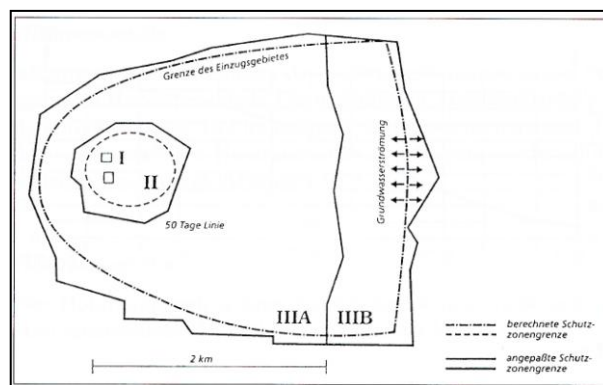 Grenze des Einzugsgebietes
I
II
50 Tage Linie
Grundwasserströmung
IIIA
IIIB
2 km
berechnete Schutz-
zonengrenze
angepaßte Schutz-
zonengrenze